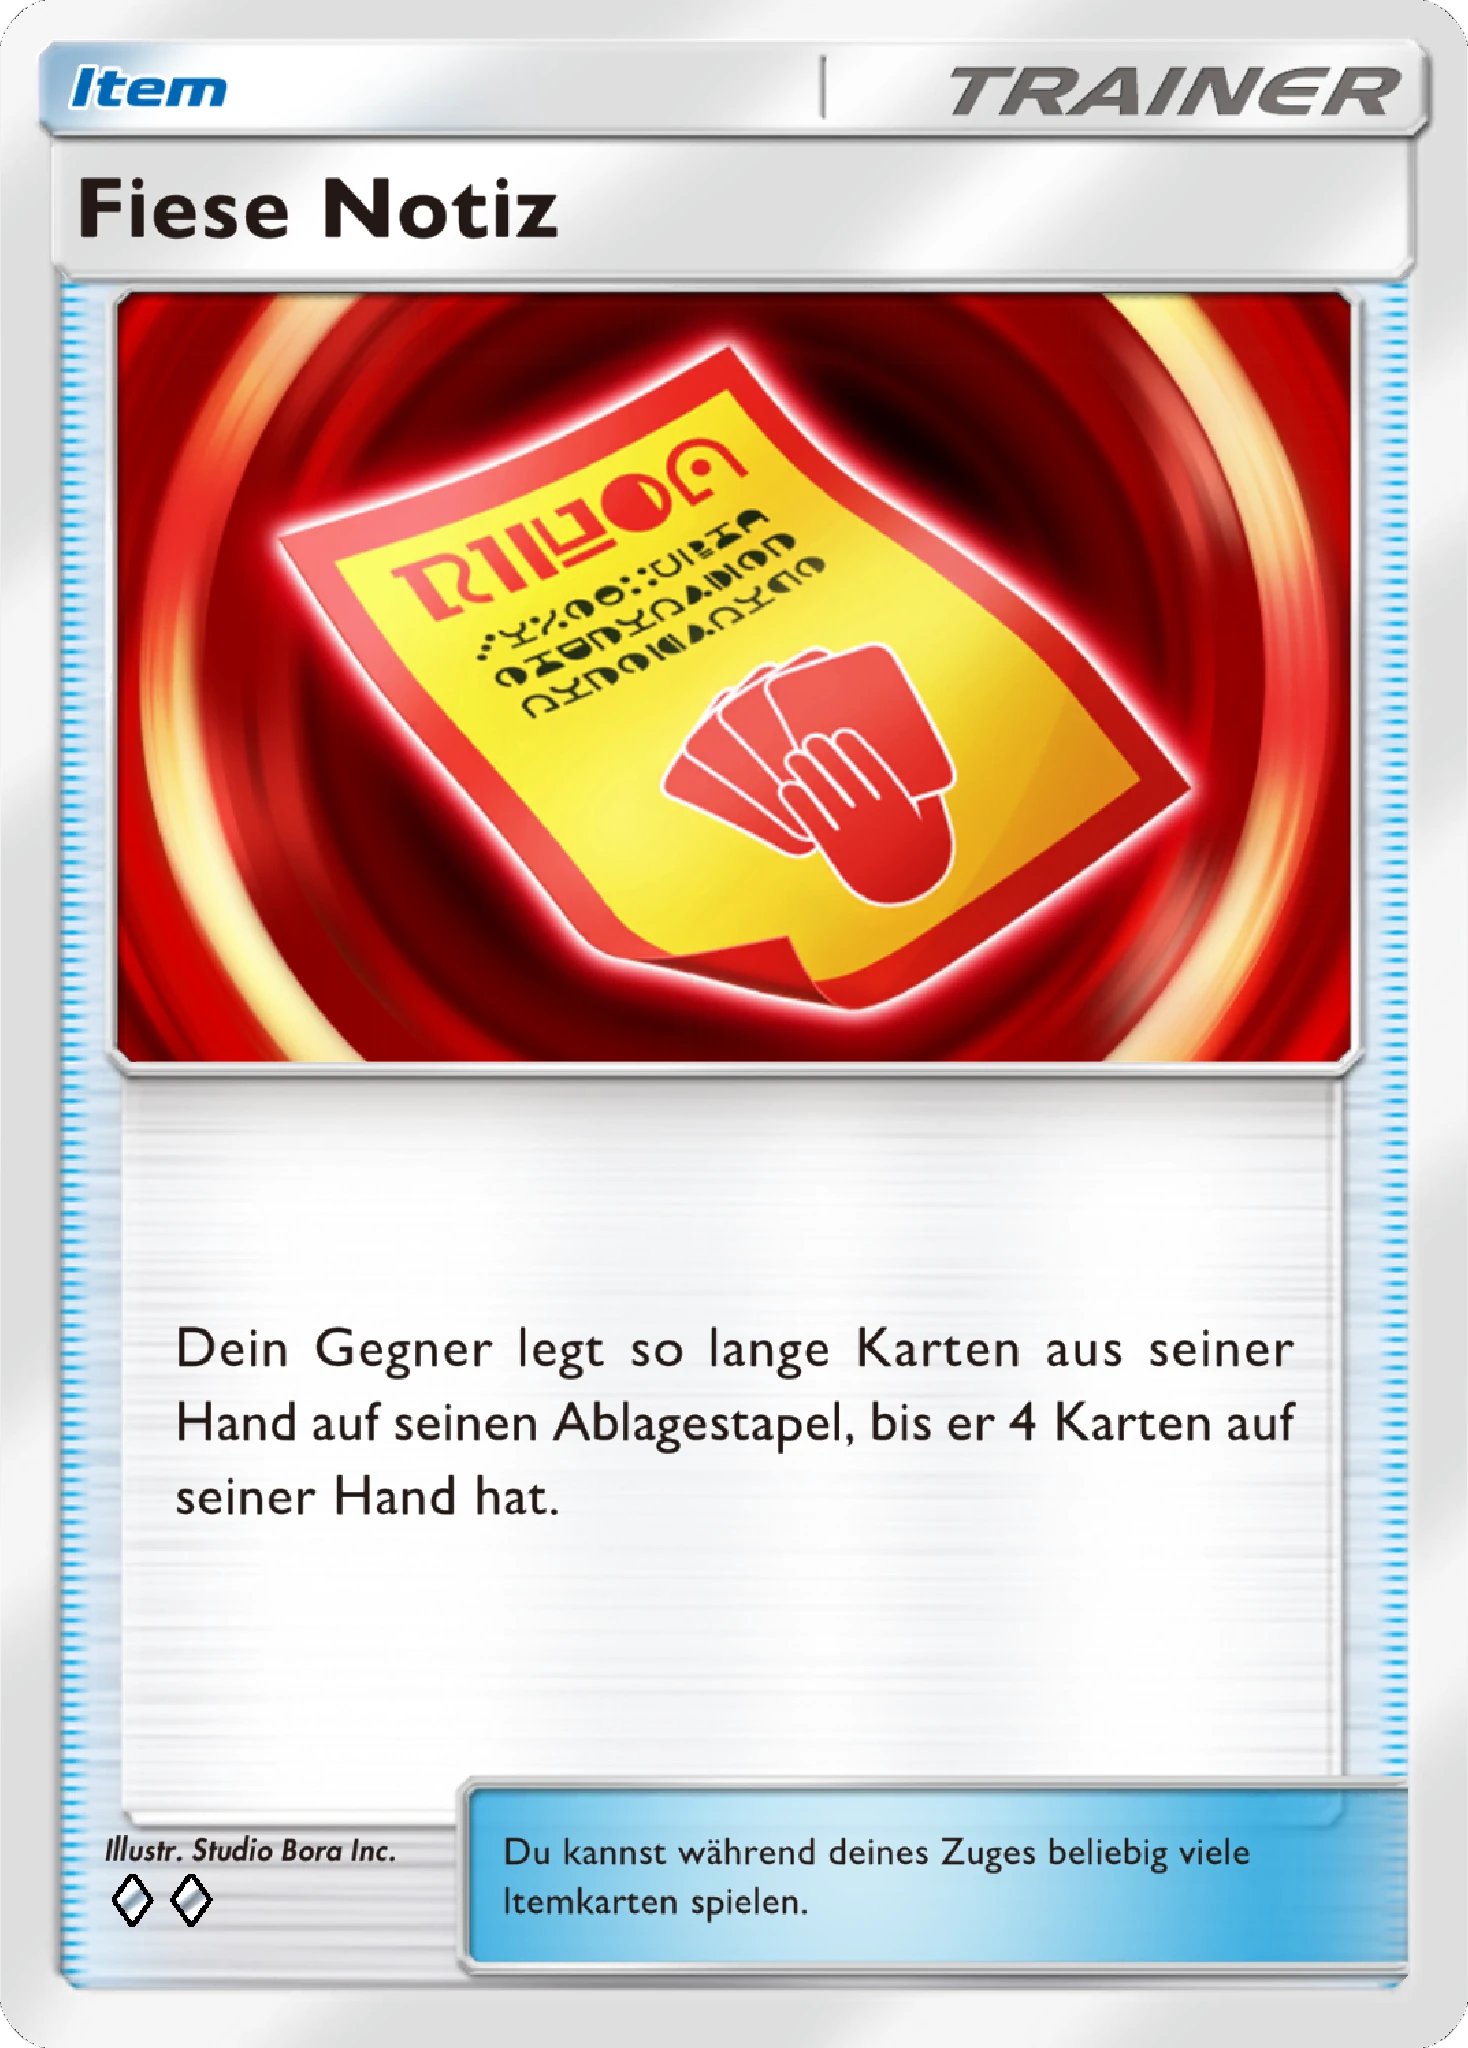 Item
TRAINER
Fiese Notiz
Dein Gegner legt so lange Karten aus seiner
Hand auf seinen Ablagestapel, bis er 4 Karten auf
seiner Hand hat.
Illustr. Studio Bora Inc.
Du kannst während deines Zuges beliebig viele
Itemkarten spielen.